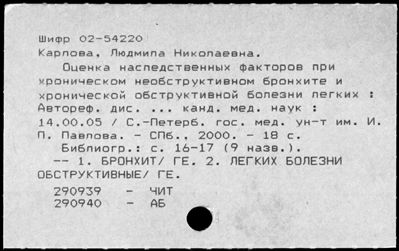 Шифр 02-54220
Карлова, Людмила Николаевна.
Оценка наследственных факторов при
хроническом необструктивном бронхите и
хронической обструктивной болезни легких :
Автореф. дис. ... канд. мед. наук :
14.00.05 / С.-Петерб. гос. мед. ун-т им. И.
П. Павлова. - СПб., 2000. - 18 с.
Библиогр.: с. 16-17 (9 назв.).
-- 1. БРОНХИТ/ ГЕ. 2. ЛЕГКИХ БОЛЕЗНИ
ОБСТРУКТИВНЫЕ/ ГЕ.
290939 - ЧИТ
290940 - АБ